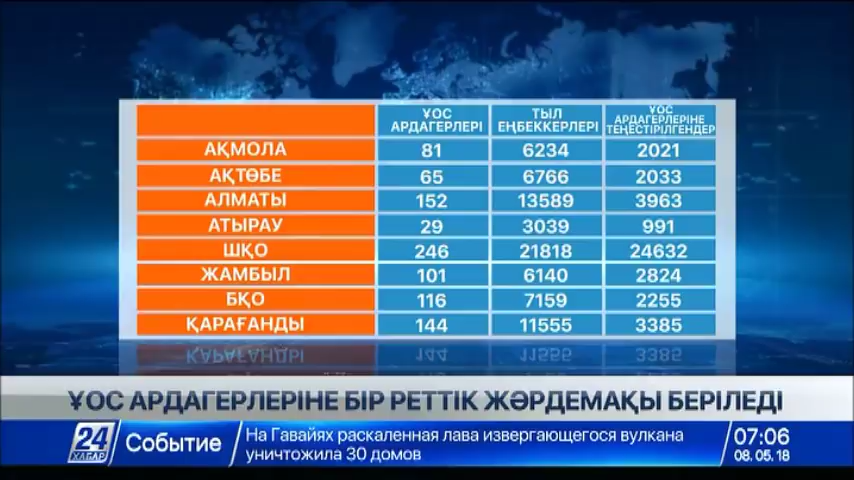 ҰОС АРДАГЕРЛЕРІ ТЫЛ ЕҢБЕККЕРЛЕРІ ҰОС АРДАГЕРЛЕРІНЕ ТЕҢЕСТІРІЛГЕНДЕР
АҚМОЛА 81 6234 2021
АҚТӨБЕ 65 6766 2033
АЛМАТЫ 152 13589 3963
АТЫРАУ 29 3039 991
ШҚО 246 21818 24632
ЖАМБЫЛ 101 6140 2824
БҚО 116 7159 2255
ҚАРАҒАНДЫ 144 11555 3385
ҰОС АРДАГЕРЛЕРІНЕ БІР РЕТТІК ЖӘРДЕМАҚЫ БЕРІЛЕДІ
24 ХАБАР Событие
На Гавайях раскаленная лава извергающегося вулкана
уничтожила 30 домов
07:06
08.05.18